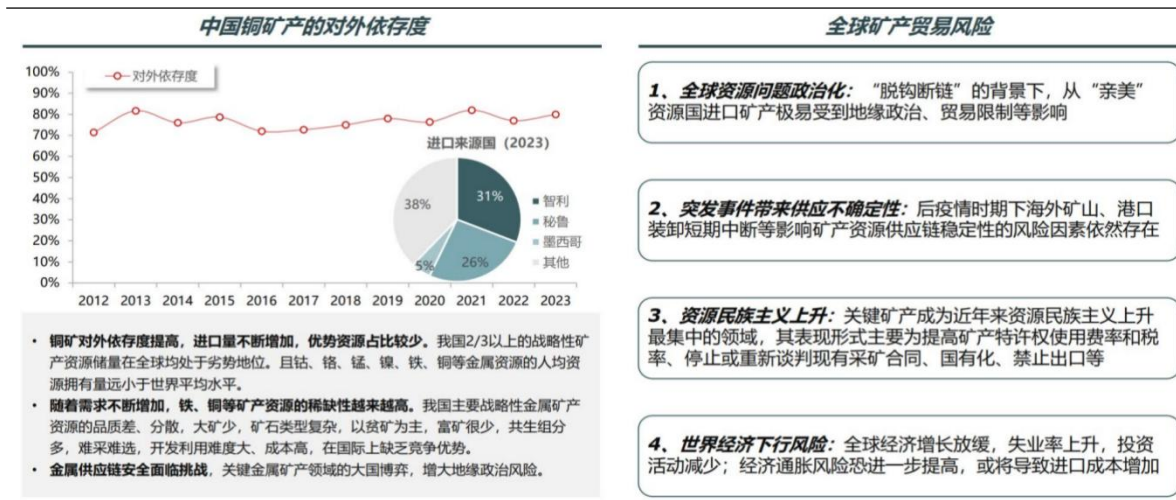 中国铜矿产的对外依存度
100%
90%
80%
70%
60%
50%
40%
30%
20%
10%
0%
对外依存度
进口来源国（2023）
31%
26%
5%
38%
智利
秘鲁
墨西哥
其他
2012 2013 2014 2015 2016 2017 2018 2019 2020 2021 2022 2023
• 铜矿对外依存度提高，进口量不断增加，优势资源占比较少。我国2/3以上的战略性矿
产资源储量在全球均处于劣势地位。且钴、铬、锰、镍、铁、铜等金属资源的人均资
源拥有量远小于世界平均水平。
• 随着需求不断增加，铁、铜等矿产资源的稀缺性越来越高。我国主要战略性金属矿产
资源的品质差、分散，大矿少，矿石类型复杂，以贫矿为主，富矿很少，共生组分
多，难采难选，开发利用难度大、成本高，在国际上缺乏竞争优势。
• 金属供应链安全面临挑战，关键金属矿产领域的大国博弈，增大地缘政治风险。
全球矿产贸易风险
1、全球资源问题政治化：“脱钩断链”的背景下，从“亲美”
资源国进口矿产极易受到地缘政治、贸易限制等影响
2、突发事件带来供应不确定性：后疫情时期下海外矿山、港口
装卸短期中断等影响矿产资源供应链稳定性的风险因素依然存在
3、资源民族主义上升：关键矿产成为近年来资源民族主义上升
最集中的领域，其表现形式主要为提高矿产特许权使用费率和税
率、停止或重新谈判现有采矿合同、国有化、禁止出口等
4、世界经济下行风险：全球经济增长放缓，失业率上升，投资
活动减少；经济通胀风险恐进一步提高，或将导致进口成本增加